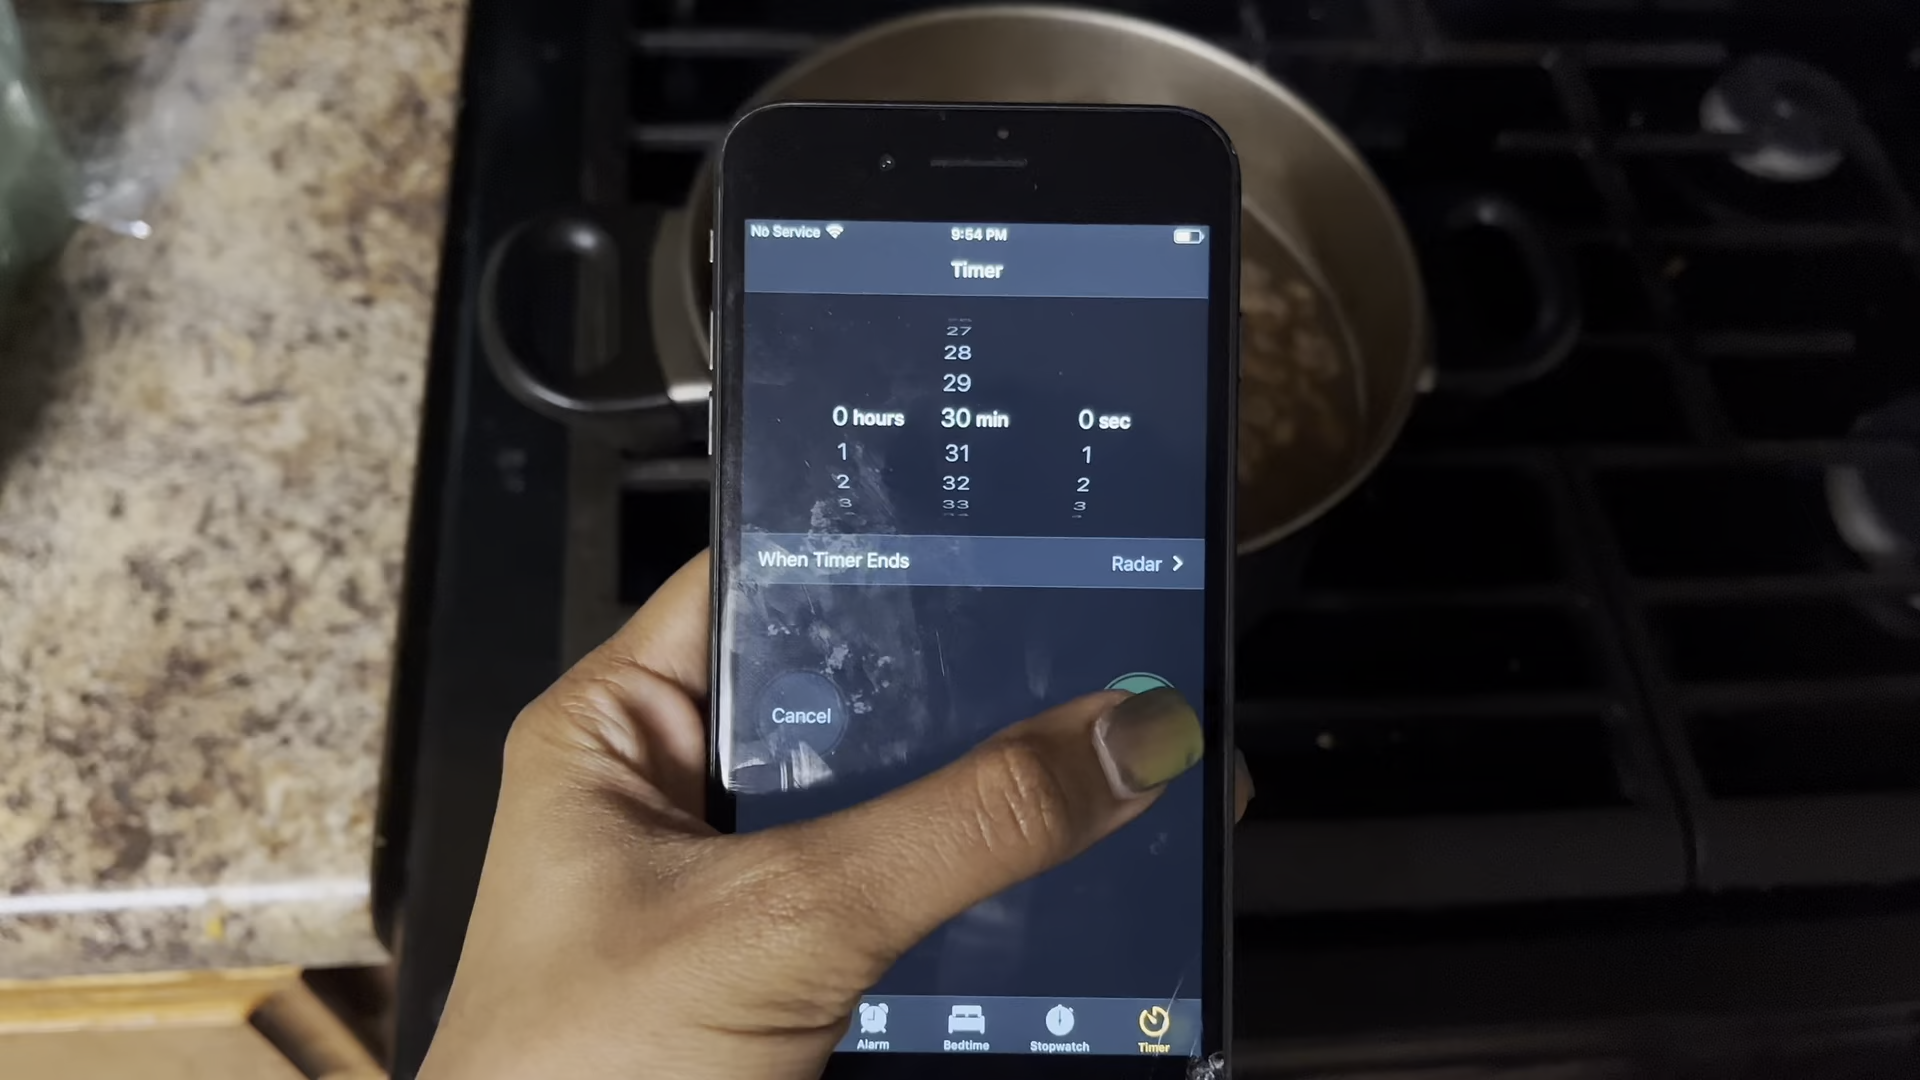 No Service 9:54 PM
Timer
27
28
29
0 hours 30 min 0 sec
1 31 1
2 32 2
3 33 3
When Timer Ends Radar
Cancel
Alarm Bedtime Stopwatch Timer